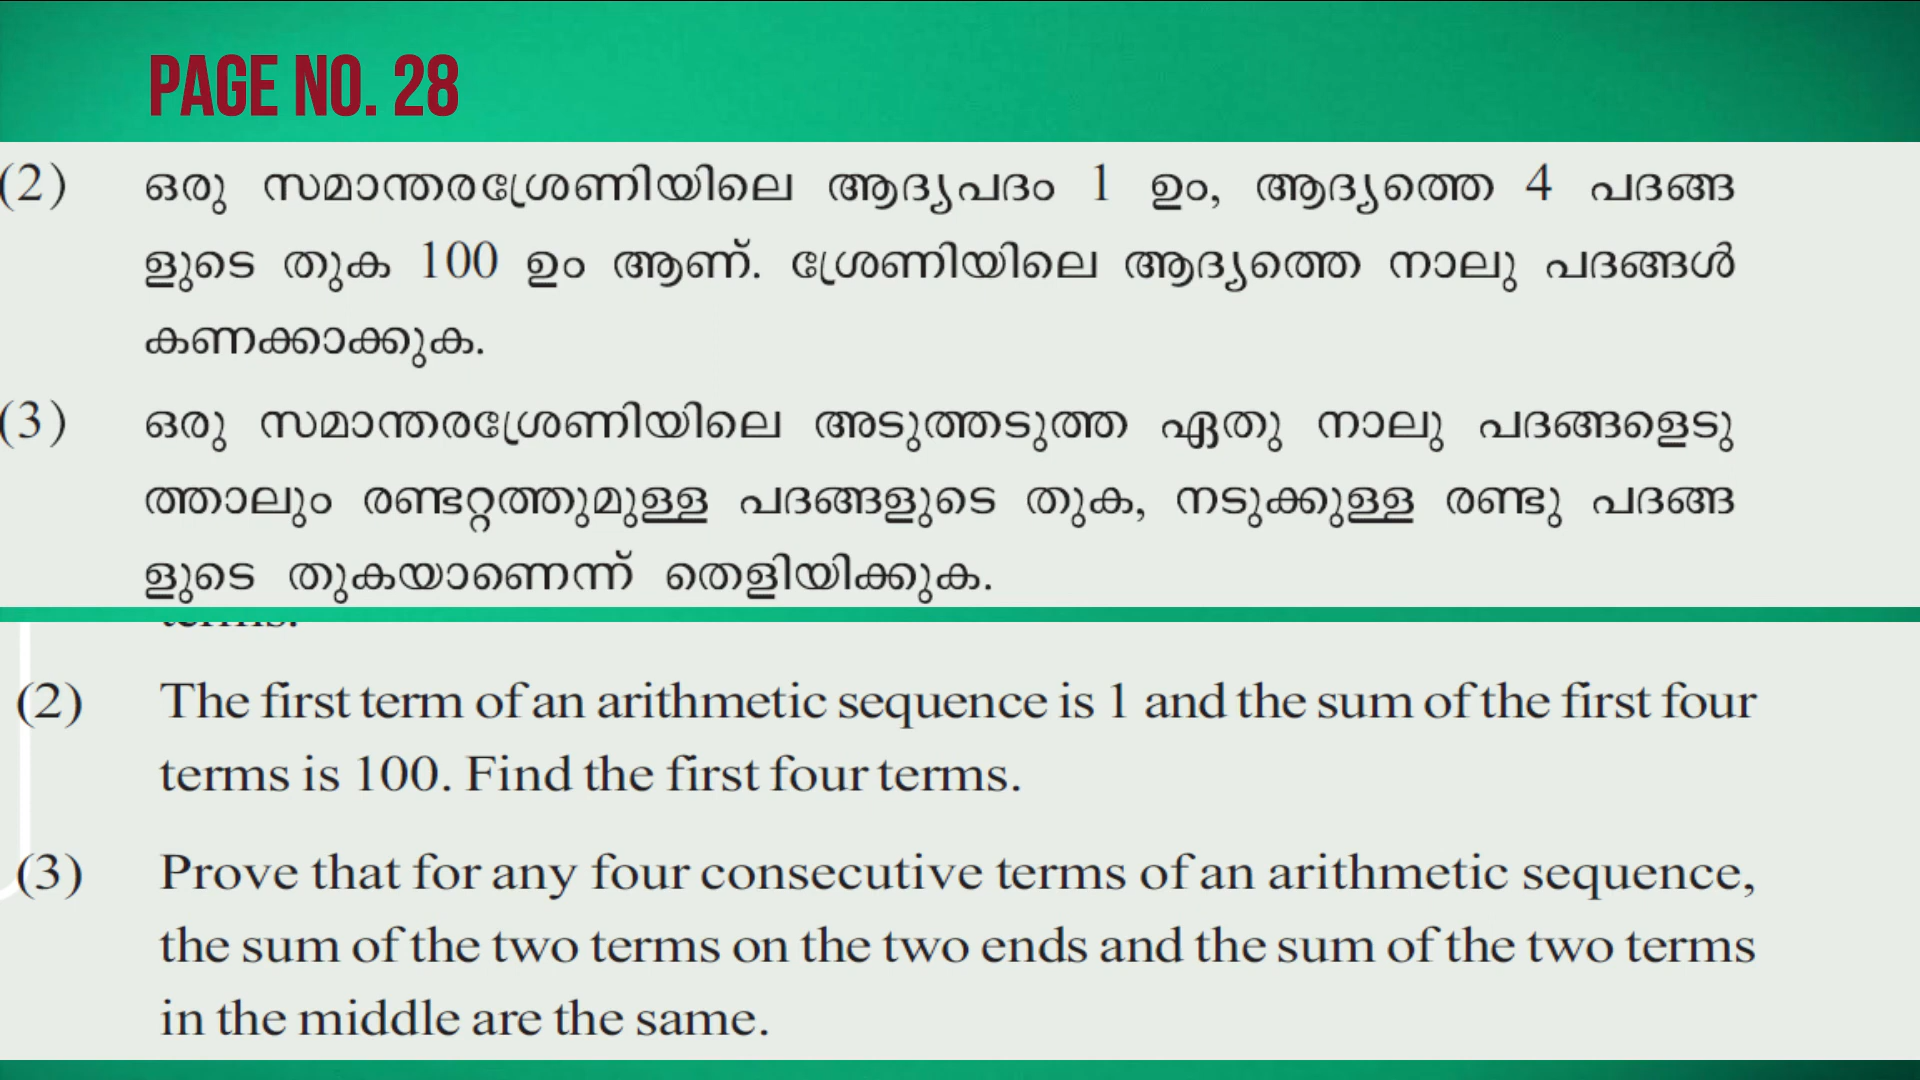 PAGE NO. 28
(2) ഒരു സമാന്തരശ്രേണിയിലെ ആദ്യപദം 1 ഉം, ആദ്യത്തെ 4 പദങ്ങ
ളുടെ തുക 100 ഉം ആണ്. ശ്രേണിയിലെ ആദ്യത്തെ നാലു പദങ്ങൾ
കണക്കാക്കുക.
(3) ഒരു സമാന്തരശ്രേണിയിലെ അടുത്തടുത്ത ഏതു നാലു പദങ്ങളെടു
ത്താലും രണ്ടറ്റത്തുമുള്ള പദങ്ങളുടെ തുക, നടുക്കുള്ള രണ്ടു പദങ്ങ
ളുടെ തുകയാണെന്ന് തെളിയിക്കുക.
(2) The first term of an arithmetic sequence is 1 and the sum of the first four
terms is 100. Find the first four terms.
(3) Prove that for any four consecutive terms of an arithmetic sequence,
the sum of the two terms on the two ends and the sum of the two terms
in the middle are the same.